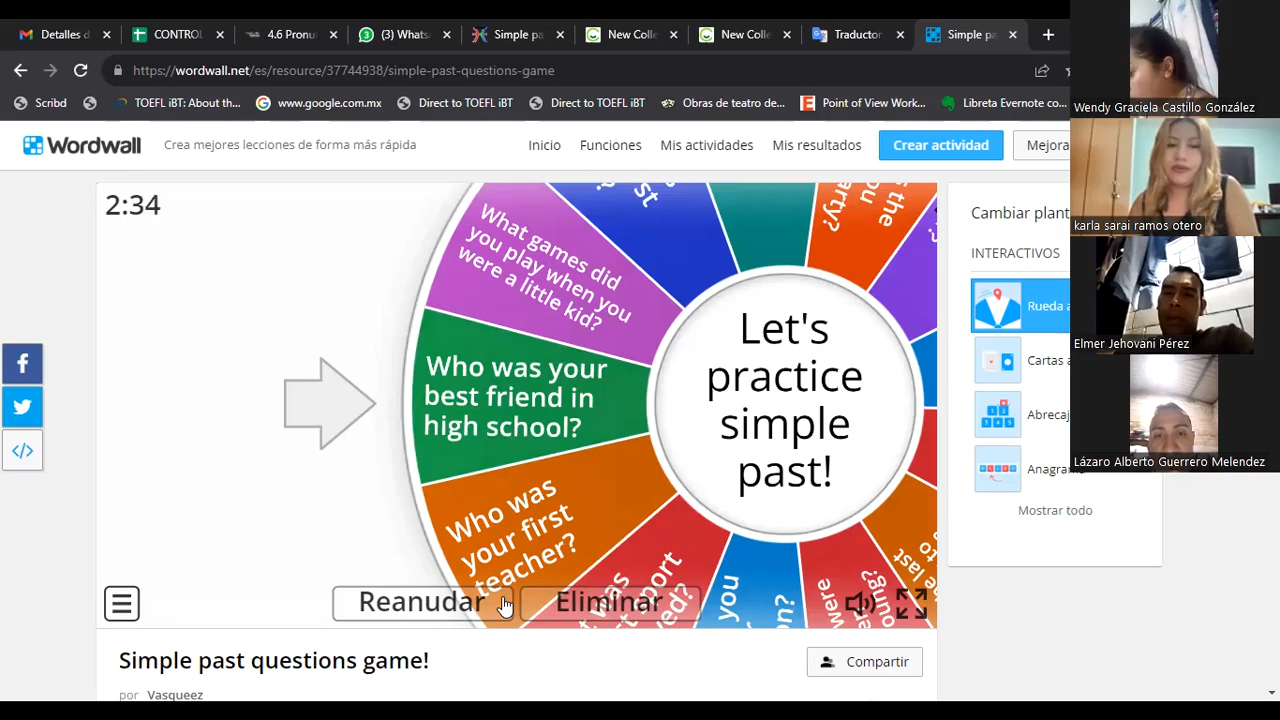 Detalles d
CONTROL
4.6 Pronu
(3) Whats
Simple pa
New Colle
New Colle
Traductor
Simple pa
https://wordwall.net/es/resource/37744938/simple-past-questions-game
Scribd
TOEFL iBT: About th...
www.google.com.mx
Direct to TOEFL iBT
Direct to TOEFL iBT
Obras de teatro de...
Point of View Work...
Libreta Evernote co...
Wordwall
Crea mejores lecciones de forma más rápida
Inicio
Funciones
Mis actividades
Mis resultados
Crear actividad
Mejora
2:34
What games did
you play when you
were a little kid?
Who was your
best friend in
high school?
Who was
your first
teacher?
Let's
practice
simple
past!
you
were
Reanudar
Eliminar
Cambiar plant
INTERACTIVOS
Rueda a
Cartas a
Abrecaj
Anagram
Mostrar todo
Simple past questions game!
Compartir
por Vasqueez
Wendy Graciela Castillo González
karla sarai ramos otero
Elmer Jehovani Pérez
Lázaro Alberto Guerrero Melendez